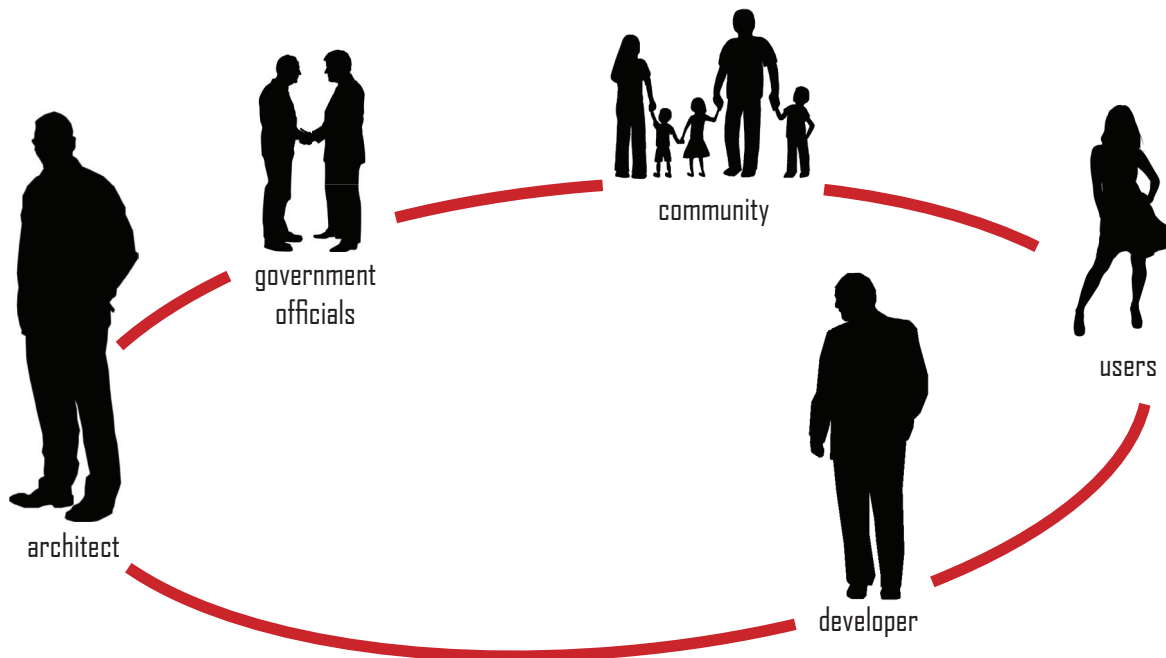 community
government
officials
users
architect
developer